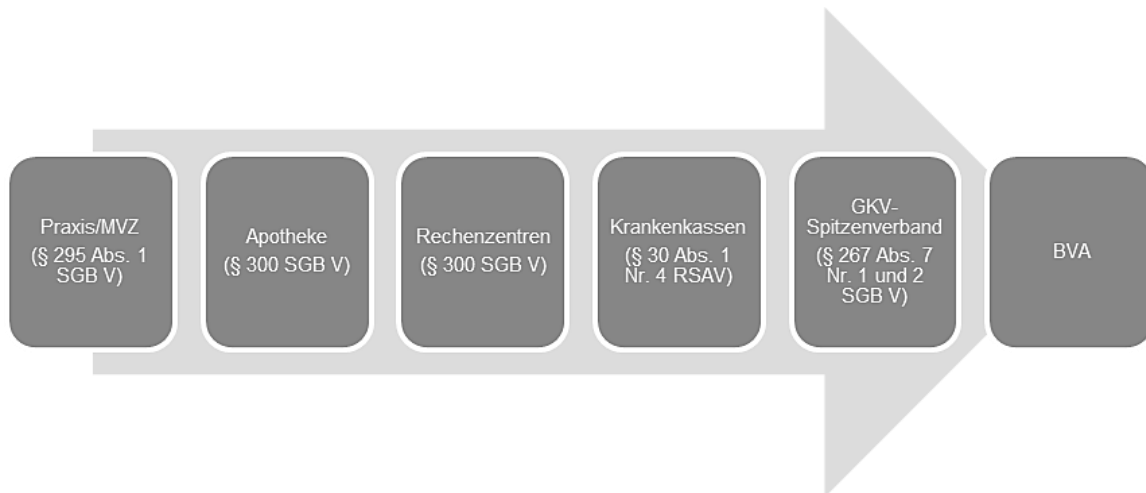 Praxis/MVZ
(§ 295 Abs. 1
SGB V)
Apotheke
(§ 300 SGB V)
Rechenzentren
(§ 300 SGB V)
Krankenkassen
(§ 30 Abs. 1
Nr. 4 RSAV)
GKV-
Spitzenverband
(§ 267 Abs. 7
Nr. 1 und 2
SGB V)
BVA